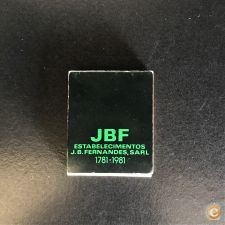 JBF
ESTABELECIMENTOS
J.B. FERNANDES, SARL
1781-1981